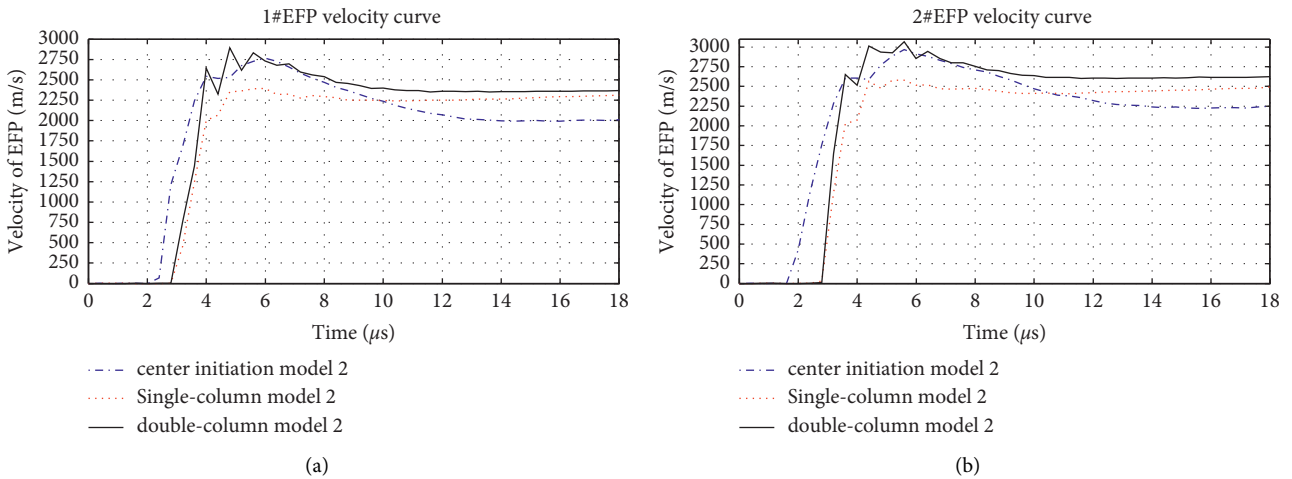 1#EFP velocity curve
Velocity of EFP (m/s)
3000
2750
2500
2250
2000
1750
1500
1250
1000
750
500
250
0
0 2 4 6 8 10 12 14 16 18
Time (μs)
center initiation model 2
Single-column model 2
double-column model 2
(a)
2#EFP velocity curve
Velocity of EFP (m/s)
3000
2750
2500
2250
2000
1750
1500
1250
1000
750
500
250
0
0 2 4 6 8 10 12 14 16 18
Time (μs)
center initiation model 2
Single-column model 2
double-column model 2
(b)